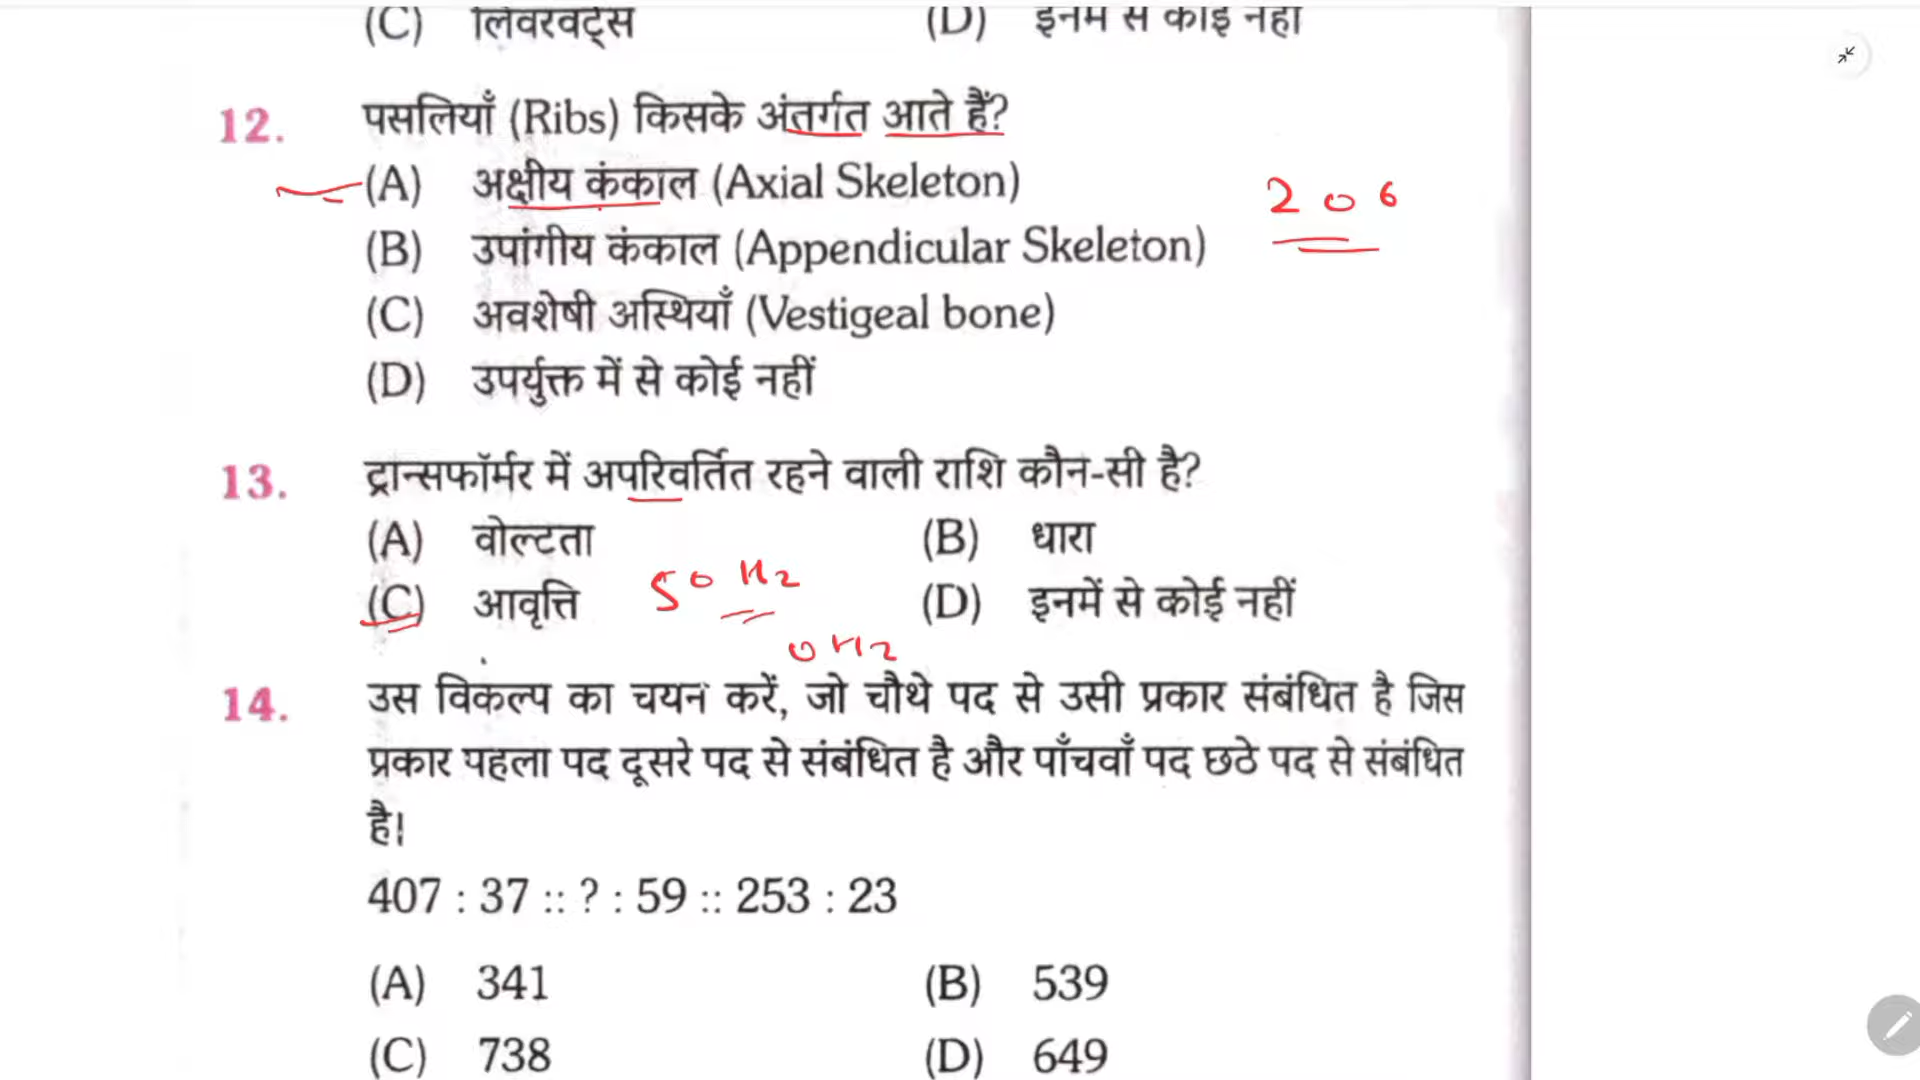 (C) लिवरवर्ट्स (D) इनमें से कोई नहीं
12. पसलियाँ (Ribs) किसके अंतर्गत आते हैं?
(A) अक्षीय कंकाल (Axial Skeleton)
206
(B) उपांगीय कंकाल (Appendicular Skeleton)
(C) अवशेषी अस्थियाँ (Vestigeal bone)
(D) उपर्युक्त में से कोई नहीं
13. ट्रान्सफॉर्मर में अपरिवर्तित रहने वाली राशि कौन-सी है?
(A) वोल्टता (B) धारा
(C) आवृत्ति 50 Hz (D) इनमें से कोई नहीं
0 Hz
14. उस विकल्प का चयन करें, जो चौथे पद से उसी प्रकार संबंधित है जिस
प्रकार पहला पद दूसरे पद से संबंधित है और पाँचवाँ पद छठे पद से संबंधित
है।
407 : 37 :: ? : 59 :: 253 : 23
(A) 341 (B) 539
(C) 738 (D) 649